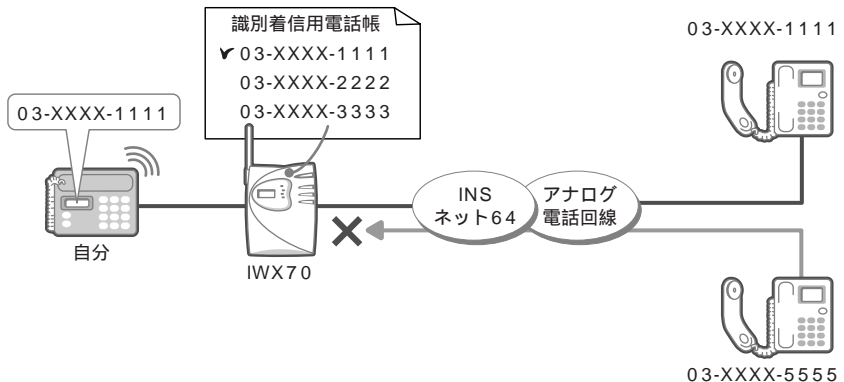 識別着信用電話帳
03-XXXX-1111
03-XXXX-2222
03-XXXX-3333
03-XXXX-1111
03-XXXX-1111
自分
IWX70
INS
ネット64
アナログ
電話回線
03-XXXX-5555